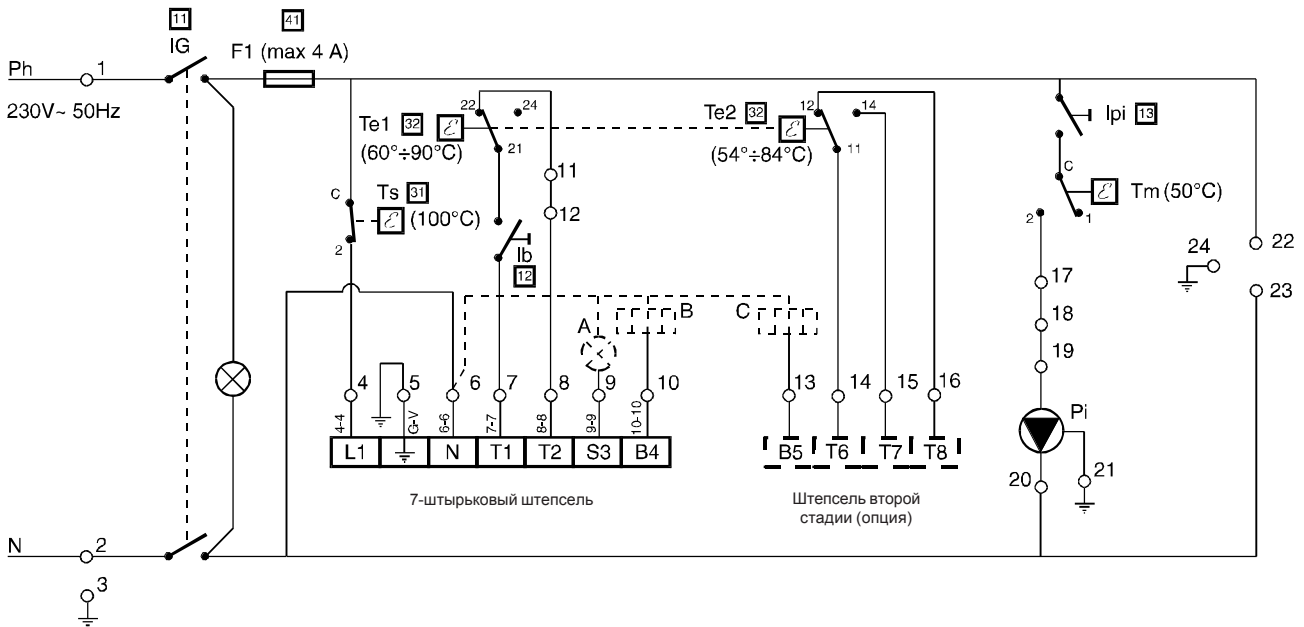 11
IG
41
F1 (max 4 A)
Ph
1
230V~ 50Hz
22
24
Te1 32
(60°÷90°C)
21
Te2 32
(54°÷84°C)
12
14
11
Ipi 13
C
Tm (50°C)
2
1
C
Ts 31
(100°C)
2
11
12
Ib
12
24
22
23
17
18
19
A
B
C
4
5
6
7
8
9
10
13
14
15
16
4-4
G-V
6-6
7-7
8-8
9-9
10-10
L1
N
T1
T2
S3
B4
B5
T6
T7
T8
Pi
20
21
7-штырьковый штепсель
Штепсель второй
стадии (опция)
N
2
3